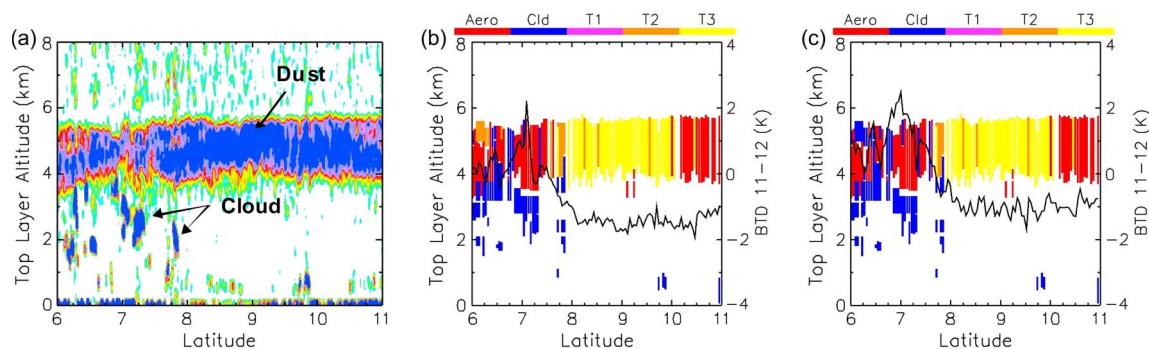 (a)
8
6
4
2
0
Top Layer Altitude (km)
Dust
Cloud
6 7 8 9 10 11
Latitude
Aero Cld T1 T2 T3
(b)
8
6
4
2
0
Top Layer Altitude (km)
4
2
0
−2
−4
BTD 11−12 (K)
6 7 8 9 10 11
Latitude
Aero Cld T1 T2 T3
(c)
8
6
4
2
0
Top Layer Altitude (km)
4
2
0
−2
−4
BTD 11−12 (K)
6 7 8 9 10 11
Latitude